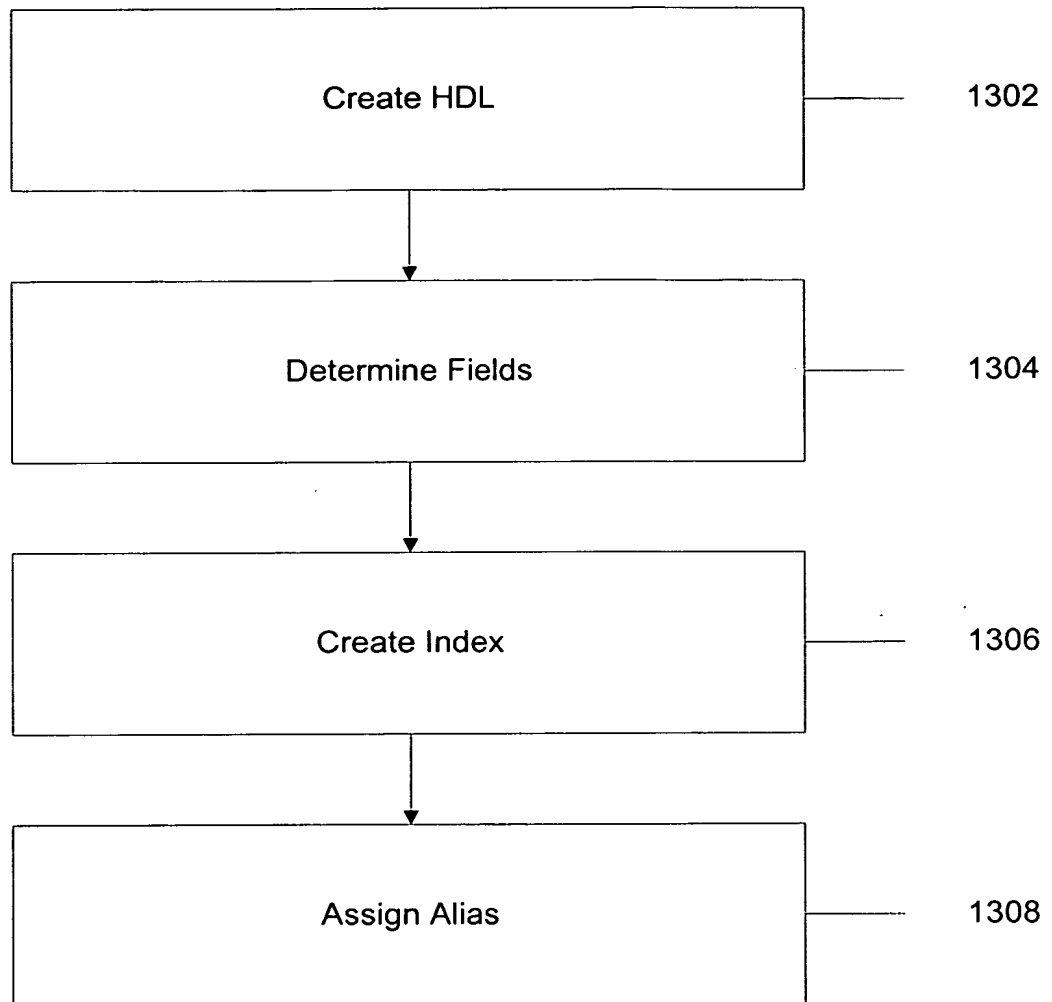 Create HDL
1302
Determine Fields
1304
Create Index
1306
Assign Alias
1308